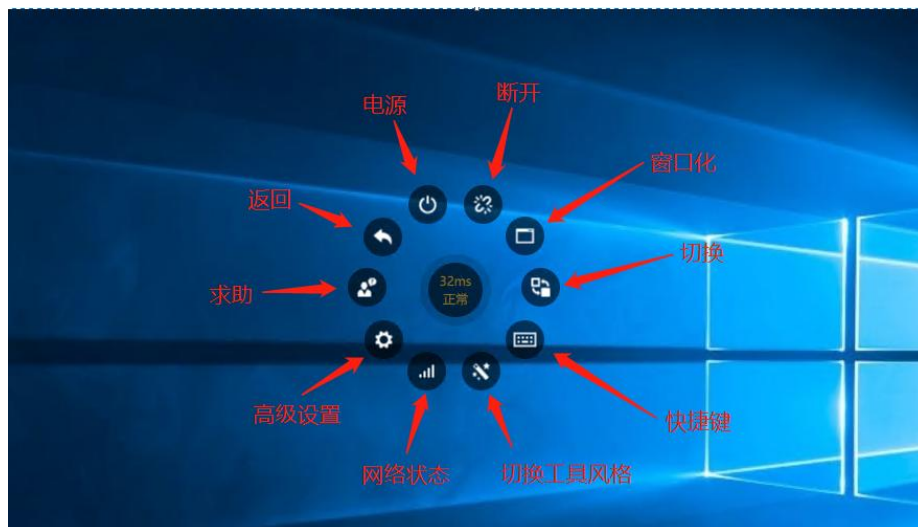 断开
电源
窗口化
返回
切换
32ms
正常
求助
高级设置
快捷键
网络状态
切换工具风格